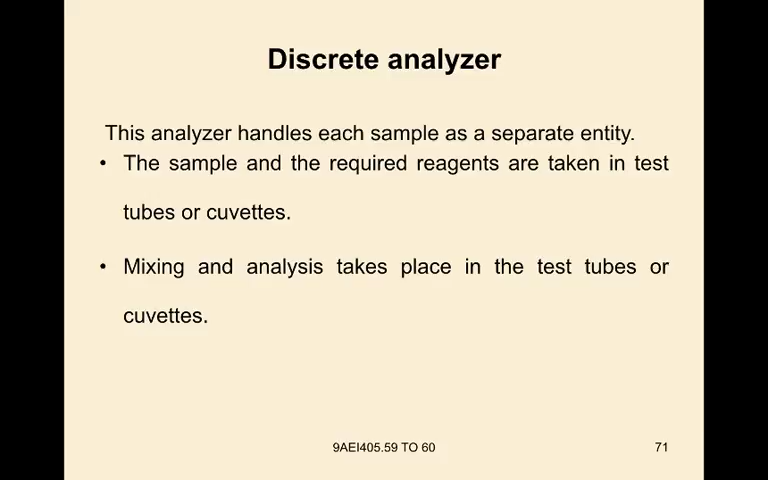 Discrete analyzer
This analyzer handles each sample as a separate entity.
• The sample and the required reagents are taken in test
tubes or cuvettes.
• Mixing and analysis takes place in the test tubes or
cuvettes.
9AEI405.59 TO 60
71